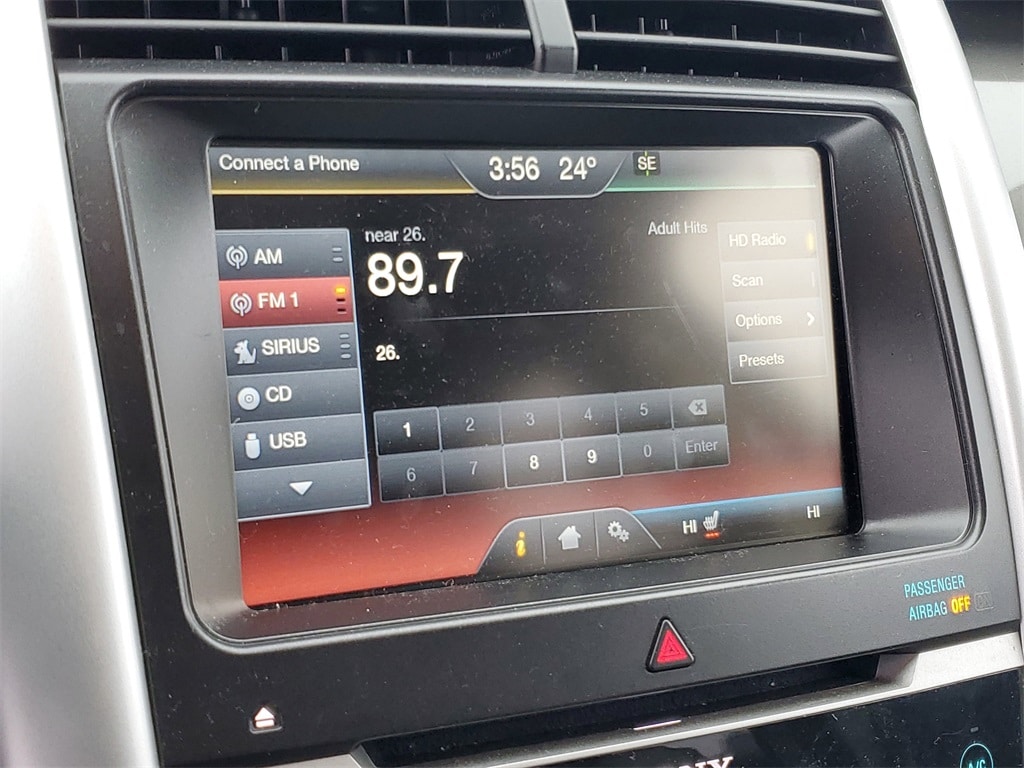 Connect a Phone
3:56 24° SE
near 26.
Adult Hits
89.7
26.
AM
FM 1
SIRIUS
CD
USB
HD Radio
Scan
Options
Presets
1 2 3 4 5
6 7 8 9 0 Enter
i
HI HI
PASSENGER
AIRBAG OFF
A/C